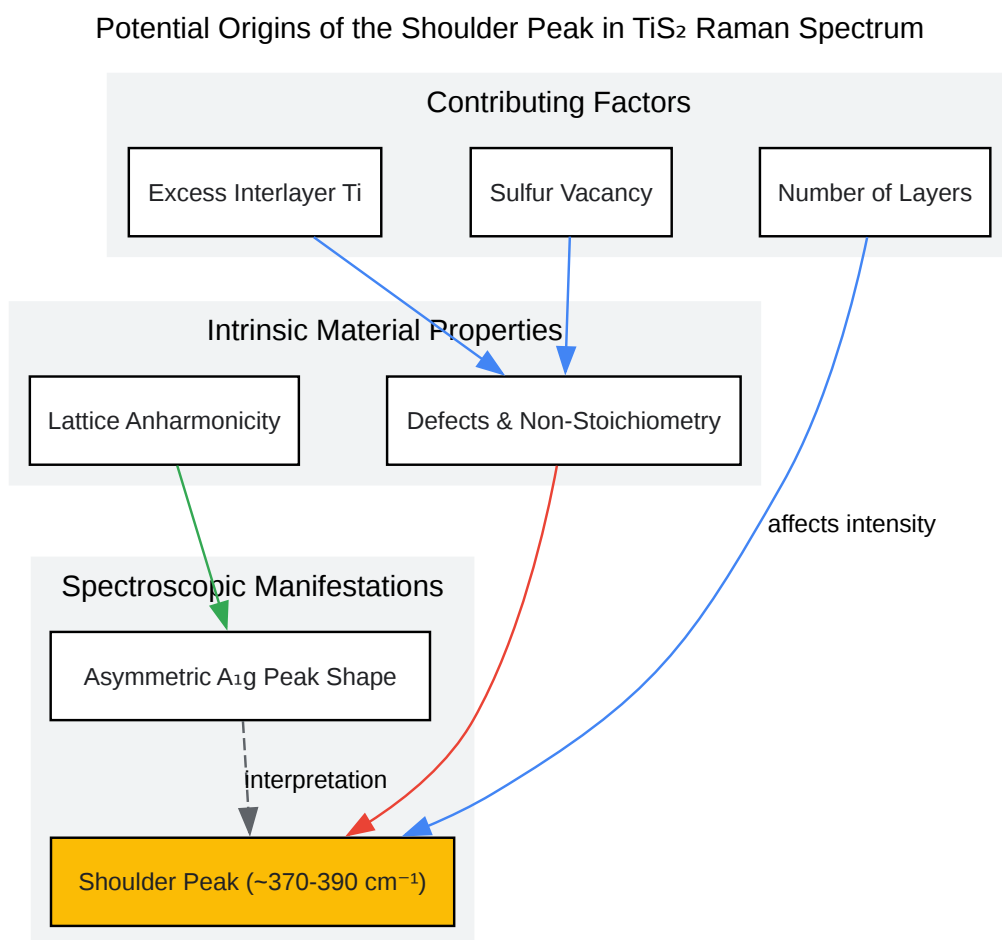 Potential Origins of the Shoulder Peak in TiS₂ Raman Spectrum
Contributing Factors
Excess Interlayer Ti
Sulfur Vacancy
Number of Layers
Intrinsic Material Properties
Lattice Anharmonicity
Defects & Non-Stoichiometry
affects intensity
Spectroscopic Manifestations
Asymmetric A₁g Peak Shape
interpretation
Shoulder Peak (~370-390 cm⁻¹)